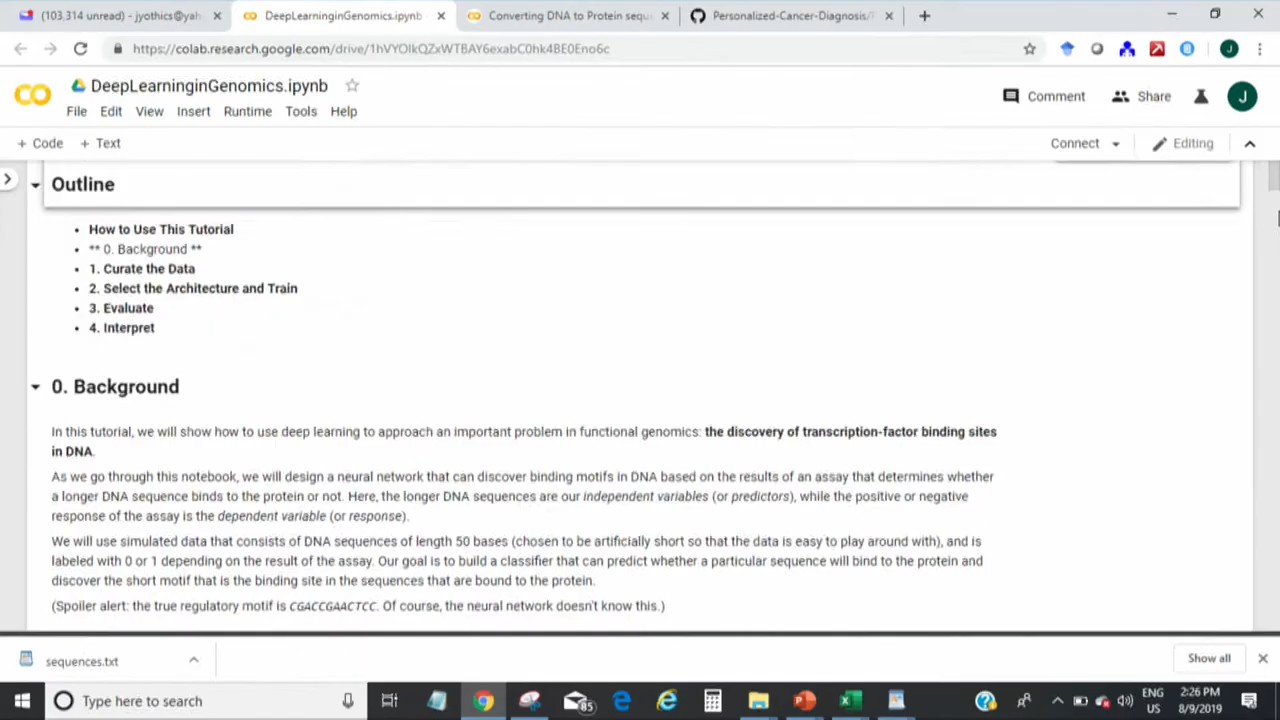 (103,314 unread) - jyothics@yah
DeepLearninginGenomics.ipynb
Converting DNA to Protein sequ
Personalized-Cancer-Diagnosis/
https://colab.research.google.com/drive/1hVYOlkQZxWTBAY6exabC0hk4BE0Eno6c
J
CO
DeepLearninginGenomics.ipynb
Comment
Share
J
File Edit View Insert Runtime Tools Help
+ Code + Text
Connect
Editing
Outline
• How to Use This Tutorial
• ** 0. Background **
• 1. Curate the Data
• 2. Select the Architecture and Train
• 3. Evaluate
• 4. Interpret
0. Background
In this tutorial, we will show how to use deep learning to approach an important problem in functional genomics: the discovery of transcription-factor binding sites
in DNA.
As we go through this notebook, we will design a neural network that can discover binding motifs in DNA based on the results of an assay that determines whether
a longer DNA sequence binds to the protein or not. Here, the longer DNA sequences are our independent variables (or predictors), while the positive or negative
response of the assay is the dependent variable (or response).
We will use simulated data that consists of DNA sequences of length 50 bases (chosen to be artificially short so that the data is easy to play around with), and is
labeled with 0 or 1 depending on the result of the assay. Our goal is to build a classifier that can predict whether a particular sequence will bind to the protein and
discover the short motif that is the binding site in the sequences that are bound to the protein.
(Spoiler alert: the true regulatory motif is CGACCGAACTCC. Of course, the neural network doesn't know this.)
sequences.txt
Show all
Type here to search
85
ENG
US
2:26 PM
8/9/2019